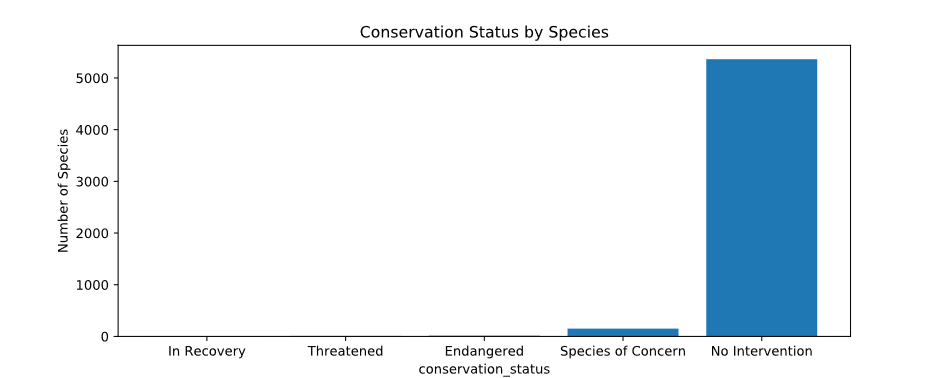 Conservation Status by Species
5000
4000
3000
2000
1000
0
Number of Species
In Recovery Threatened Endangered Species of Concern No Intervention
conservation_status